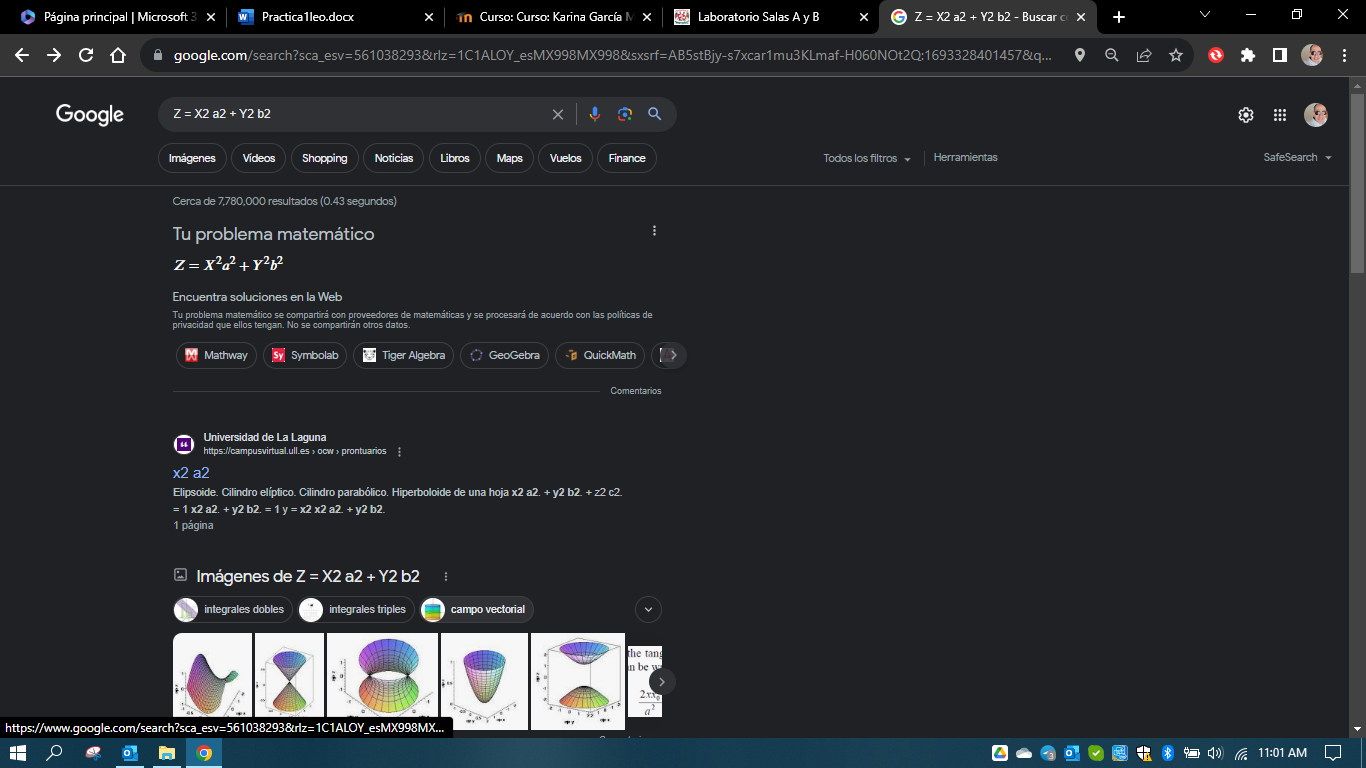 Página principal | Microsoft 3
Practica1leo.docx
Curso: Curso: Karina García M
Laboratorio Salas A y B
Z = X2 a2 + Y2 b2 - Buscar c
google.com/search?sca_esv=561038293&rlz=1C1ALOY_esMX998MX998&sxsrf=AB5stBjy-s7xcar1mu3KLmaf-H060NOt2Q:1693328401457&q...
Google
Z = X2 a2 + Y2 b2
Imágenes
Videos
Shopping
Noticias
Libros
Maps
Vuelos
Finance
Todos los filtros
Herramientas
SafeSearch
Cerca de 7,780,000 resultados (0.43 segundos)
Tu problema matemático
Z = X²a² + Y²b²
Encuentra soluciones en la Web
Tu problema matemático se compartirá con proveedores de matemáticas y se procesará de acuerdo con las políticas de
privacidad que ellos tengan. No se compartirán otros datos.
Mathway
Sy Symbolab
Tiger Algebra
GeoGebra
QuickMath
Comentarios
Universidad de La Laguna
https://campusvirtual.ull.es › ocw › prontuarios
x2 a2
Elipsoide. Cilindro elíptico. Cilindro parabólico. Hiperboloide de una hoja x2 a2. + y2 b2. + z2 c2.
= 1 x2 a2. + y2 b2. = 1 y = x2 x2 a2. + y2 b2.
1 página
Imágenes de Z = X2 a2 + Y2 b2
integrales dobles
integrales triples
campo vectorial
the tang
n be w
2xx₀
a²
https://www.google.com/search?sca_esv=561038293&rlz=1C1ALOY_esMX998MX...
11:01 AM